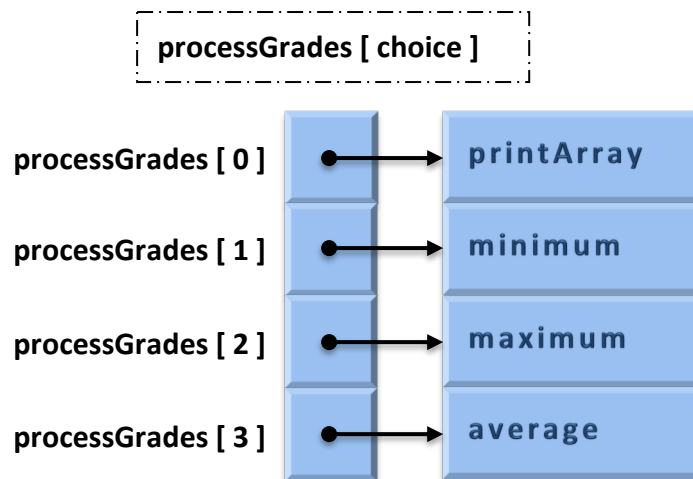 processGrades [ choice ]
processGrades [ 0 ] printArray
processGrades [ 1 ] minimum
processGrades [ 2 ] maximum
processGrades [ 3 ] average